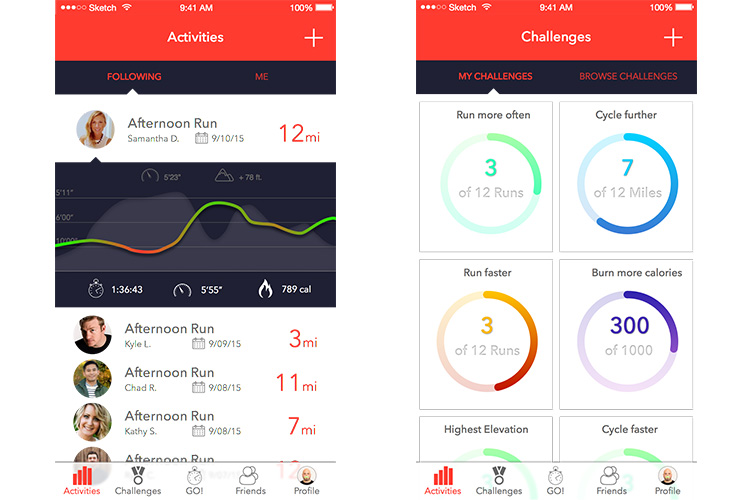 Sketch 9:41 AM 100%
Activities
FOLLOWING ME
Afternoon Run
Samantha D. 9/10/15 12mi
5'23" + 78 ft.
5'11"
6'00"
10'00"
1:36:43 5'55" 789 cal
Afternoon Run
Kyle L. 9/09/15 3mi
Afternoon Run
Chad R. 9/08/15 11mi
Afternoon Run
Kathy S. 9/08/15 7mi
Afternoon Run
Activities Challenges GO! Friends Profile
Sketch 9:41 AM 100%
Challenges
MY CHALLENGES BROWSE CHALLENGES
Run more often
3
of 12 Runs
Cycle further
7
of 12 Miles
Run faster
3
of 12 Runs
Burn more calories
300
of 1000
Highest Elevation
Cycle faster
Activities Challenges GO! Friends Profile